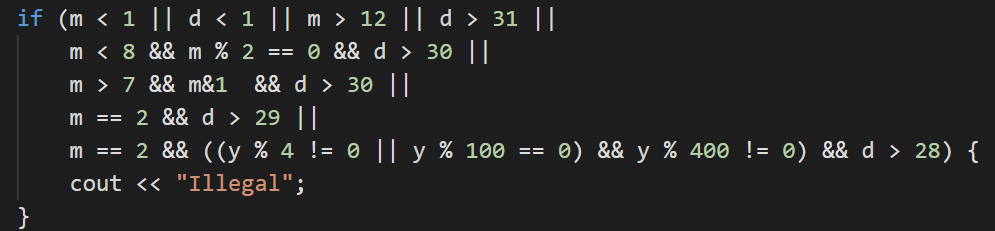 if (m < 1 || d < 1 || m > 12 || d > 31 ||
    m < 8 && m % 2 == 0 && d > 30 ||
    m > 7 && m&1  && d > 30 ||
    m == 2 && d > 29 ||
    m == 2 && ((y % 4 != 0 || y % 100 == 0) && y % 400 != 0) && d > 28) {
    cout << "Illegal";
}